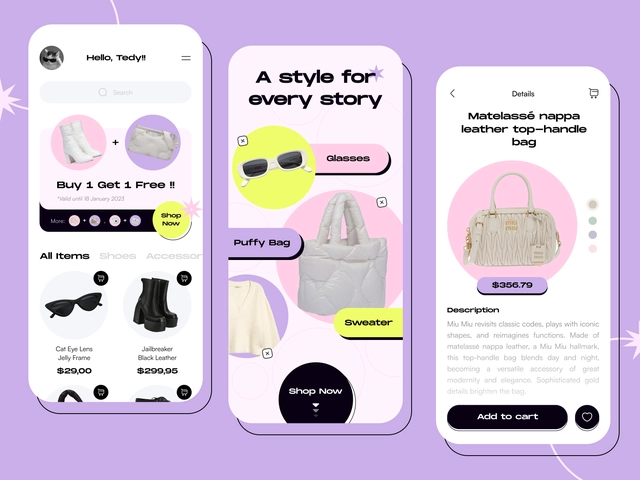 Hello, Tedy!!
Search
+
Buy 1 Get 1 Free !!
*Valid until 18 January 2023
More:
Shop
Now
All Items
Shoes
Accessor
Cat Eye Lens
Jelly Frame
$29,00
Jailbreaker
Black Leather
$299,95
A style for
every story
Glasses
Puffy Bag
Sweater
Shop Now
Details
Matelassé nappa
leather top-handle
bag
MIU MIU
$356.79
Description
Miu Miu revisits classic codes, plays with iconic
shapes, and reimagines functions. Made of
matelassé nappa leather, a Miu Miu hallmark,
this top-handle bag blends day and night,
becoming a versatile accessory of great
modernity and elegance. Sophisticated gold
details brighten the bag.
Add to cart